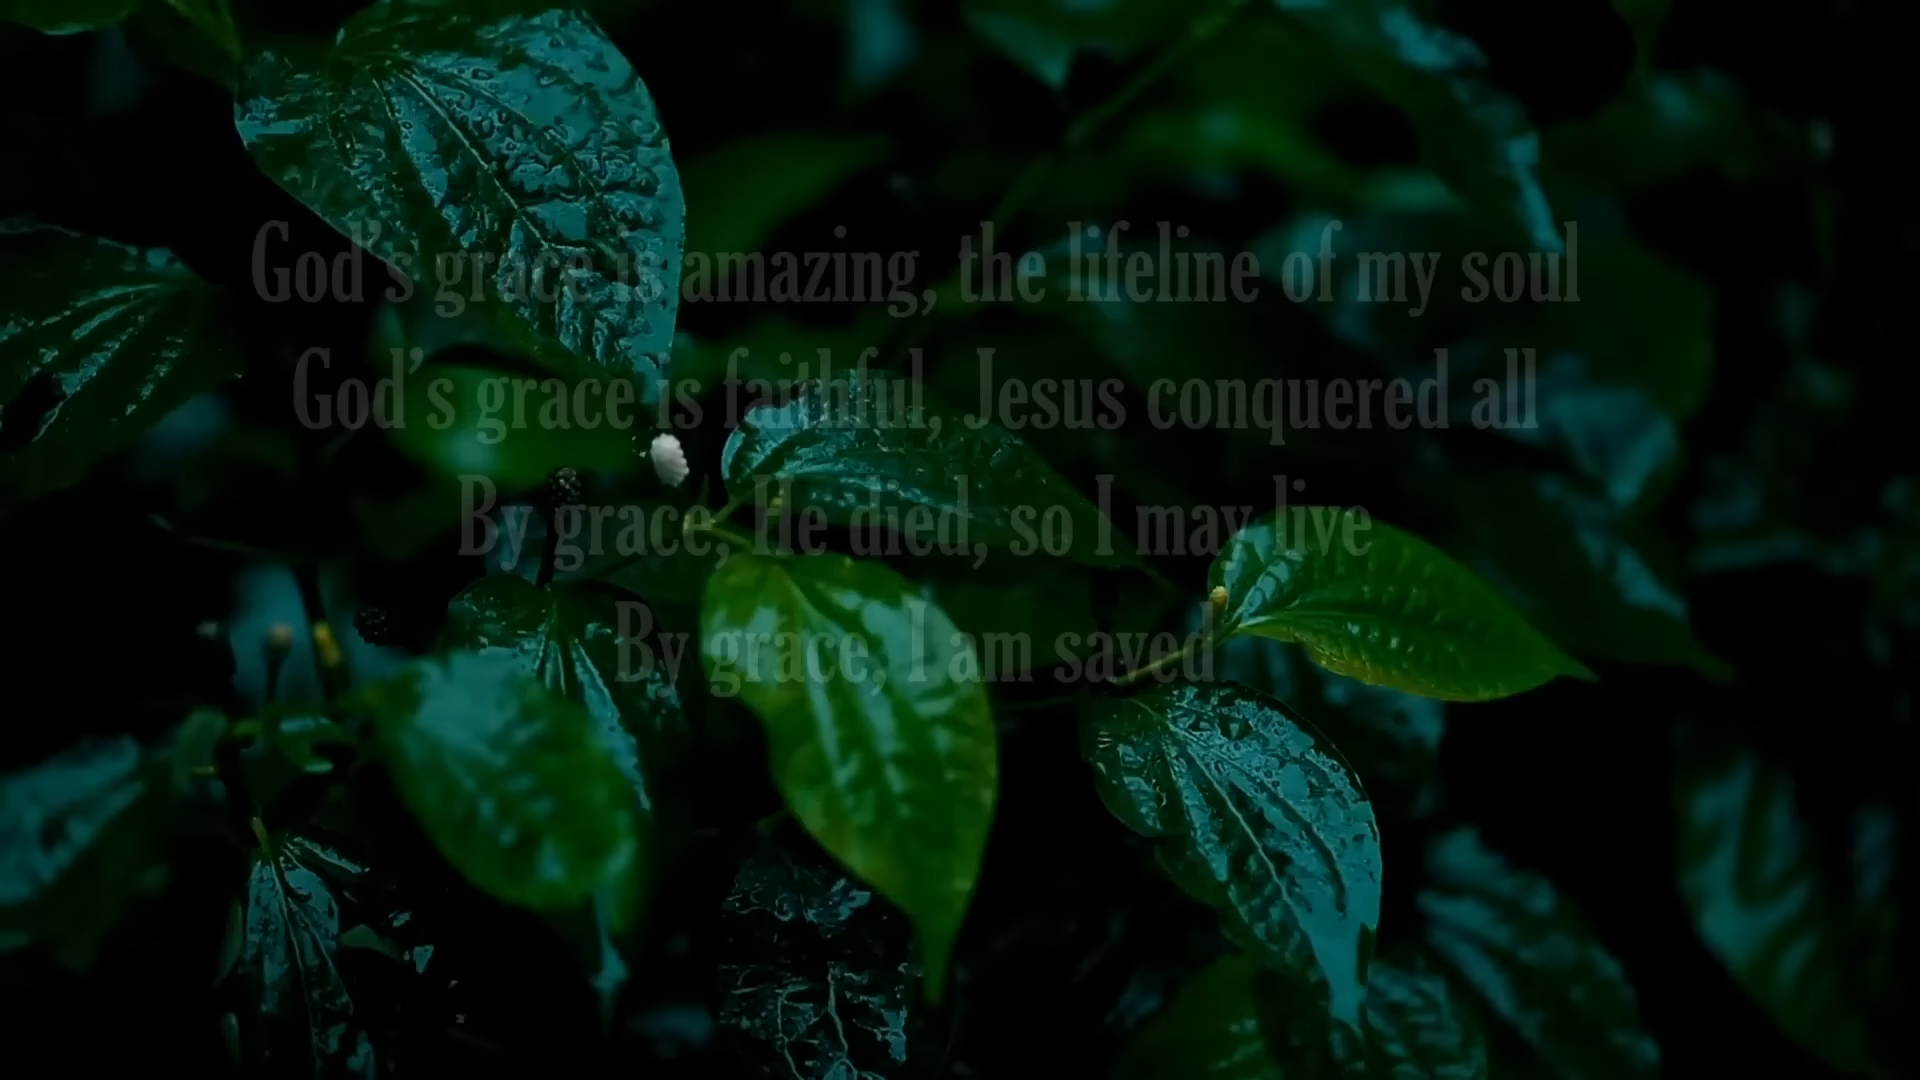 God's grace is amazing, the lifeline of my soul
God's grace is faithful, Jesus conquered all
By grace, He died, so I may live
By grace, I am saved